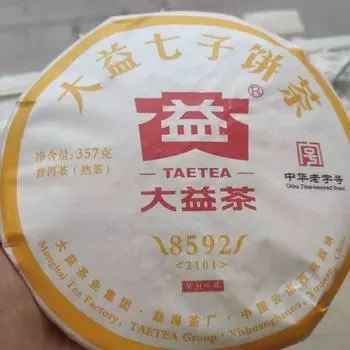 大益七子饼茶
益
®
TAETEA
大益茶
净含量:357克
普洱茶（熟茶）
中华老字号
China Time-honored Brand
8592
<2101>
大益茶业集团·勐海茶厂·中国云南西双版纳
Menghai Tea Factory, TAETEA Group·Xishuangbanna, Yunnan, China